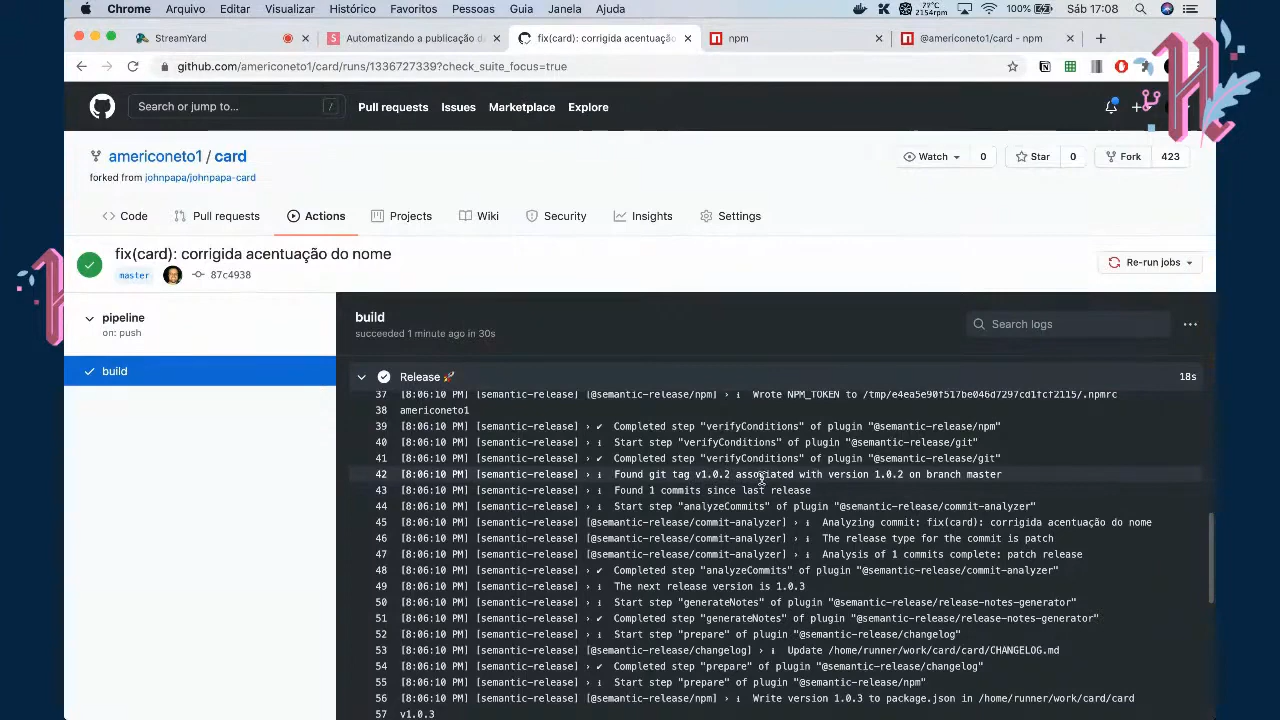 Chrome Arquivo Editar Visualizar Histórico Favoritos Pessoas Guia Janela Ajuda 77°C 2154rpm 100% Sáb 17:08
StreamYard Automatizando a publicação d fix(card): corrigida acentuação npm @americoneto1/card - npm
github.com/americoneto1/card/runs/1336727339?check_suite_focus=true
Search or jump to... / Pull requests Issues Marketplace Explore
americoneto1 / card Watch 0 Star 0 Fork 423
forked from johnpapa/johnpapa-card
Code Pull requests Actions Projects Wiki Security Insights Settings
fix(card): corrigida acentuação do nome
master 87c4938
Re-run jobs
pipeline
on: push
build
build
succeeded 1 minute ago in 30s
Search logs
Release 🚀 18s
37 [8:06:10 PM] [semantic-release] [@semantic-release/npm] › ℹ Wrote NPM_TOKEN to /tmp/e4ea5e90f517be046d7297cd1fcf2115/.npmrc
38 americoneto1
39 [8:06:10 PM] [semantic-release] › ✔ Completed step "verifyConditions" of plugin "@semantic-release/npm"
40 [8:06:10 PM] [semantic-release] › ℹ Start step "verifyConditions" of plugin "@semantic-release/git"
41 [8:06:10 PM] [semantic-release] › ✔ Completed step "verifyConditions" of plugin "@semantic-release/git"
42 [8:06:10 PM] [semantic-release] › ℹ Found git tag v1.0.2 associated with version 1.0.2 on branch master
43 [8:06:10 PM] [semantic-release] › ℹ Found 1 commits since last release
44 [8:06:10 PM] [semantic-release] › ℹ Start step "analyzeCommits" of plugin "@semantic-release/commit-analyzer"
45 [8:06:10 PM] [semantic-release] [@semantic-release/commit-analyzer] › ℹ Analyzing commit: fix(card): corrigida acentuação do nome
46 [8:06:10 PM] [semantic-release] [@semantic-release/commit-analyzer] › ℹ The release type for the commit is patch
47 [8:06:10 PM] [semantic-release] [@semantic-release/commit-analyzer] › ℹ Analysis of 1 commits complete: patch release
48 [8:06:10 PM] [semantic-release] › ✔ Completed step "analyzeCommits" of plugin "@semantic-release/commit-analyzer"
49 [8:06:10 PM] [semantic-release] › ℹ The next release version is 1.0.3
50 [8:06:10 PM] [semantic-release] › ℹ Start step "generateNotes" of plugin "@semantic-release/release-notes-generator"
51 [8:06:10 PM] [semantic-release] › ✔ Completed step "generateNotes" of plugin "@semantic-release/release-notes-generator"
52 [8:06:10 PM] [semantic-release] › ℹ Start step "prepare" of plugin "@semantic-release/changelog"
53 [8:06:10 PM] [semantic-release] [@semantic-release/changelog] › ℹ Update /home/runner/work/card/card/CHANGELOG.md
54 [8:06:10 PM] [semantic-release] › ✔ Completed step "prepare" of plugin "@semantic-release/changelog"
55 [8:06:10 PM] [semantic-release] › ℹ Start step "prepare" of plugin "@semantic-release/npm"
56 [8:06:10 PM] [semantic-release] [@semantic-release/npm] › ℹ Write version 1.0.3 to package.json in /home/runner/work/card/card
57 v1.0.3